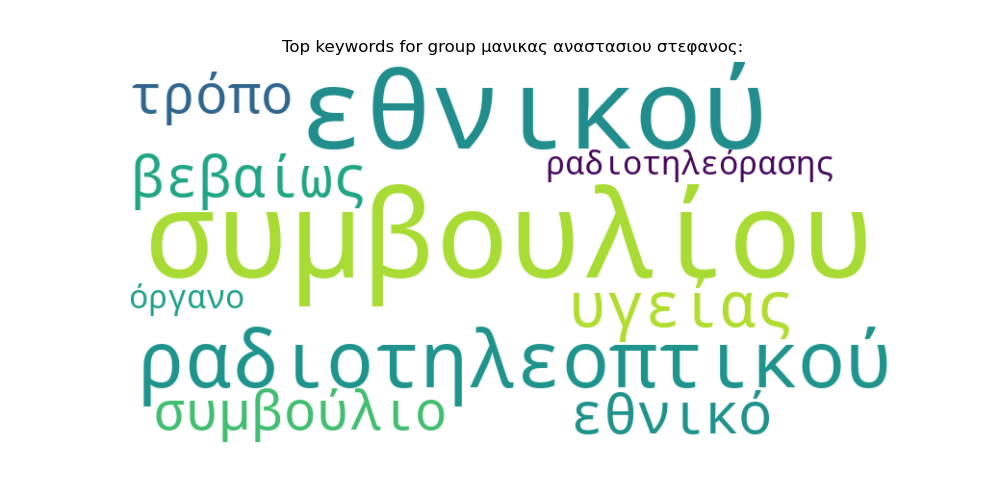 Top keywords for group μανικας αναστασιου στεφανος:
τρόπο
εθνικού
βεβαίως
ραδιοτηλεόρασης
συμβουλίου
όργανο
υγείας
ραδιοτηλεοπτικού
συμβούλιο
εθνικό